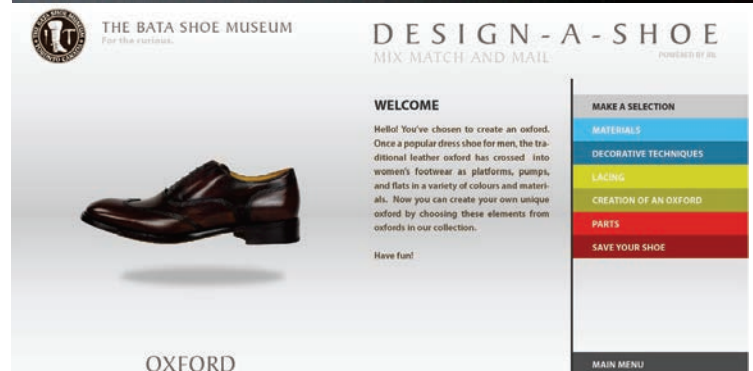 THE BATA SHOE MUSEUM
For the curious.
DESIGN-A-SHOE
MIX MATCH AND MAIL
WELCOME
Hello! You've chosen to create an oxford.
Once a popular dress shoe for men, the tra-
ditional leather oxford has crossed into
women's footwear as platforms, pumps,
and flats in a variety of colours and materi-
als. Now you can create your own unique
oxford by choosing these elements from
oxfords in our collection.
Have fun!
MAKE A SELECTION
MATERIALS
DECORATIVE TECHNIQUES
LACING
CREATION OF AN OXFORD
PARTS
SAVE YOUR SHOE
MAIN MENU
OXFORD